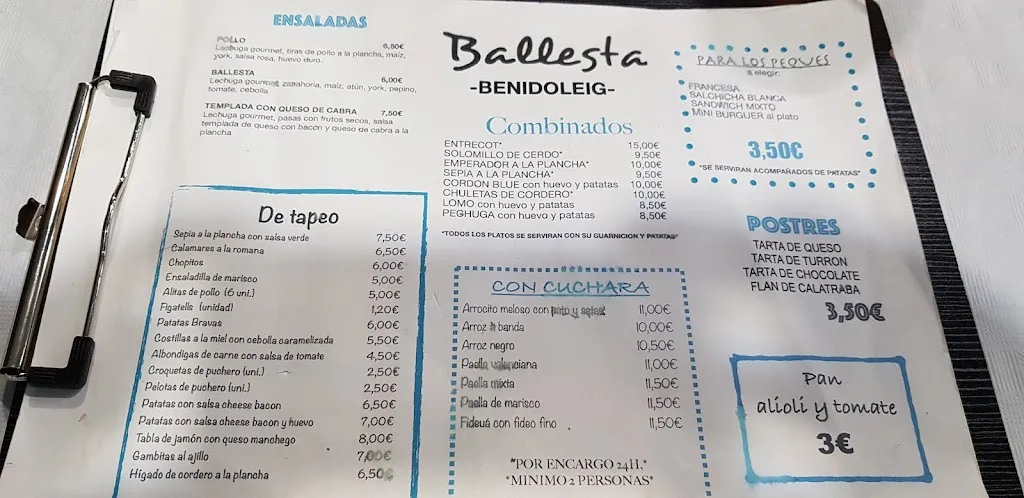 ENSALADAS
POLLO 6,50€
Lechuga gourmet, tiras de pollo a la plancha, maíz,
york, salsa rosa, huevo duro.
BALLESTA 6,00€
Lechuga gourmet, zanahoria, maíz, atún, york, pepino,
tomate, cebolla
TEMPLADA CON QUESO DE CABRA 7,50€
Lechuga gourmet, pasas con frutos secos, salsa
templada de queso con bacon y queso de cabra a la
plancha
De tapeo
Sepia a la plancha con salsa verde 7,50€
Calamares a la romana 6,50€
Chopitos 6,00€
Ensaladilla de marisco 5,00€
Alitas de pollo (6 uni.) 5,00€
Figatells (unidad) 1,20€
Patatas Bravas 6,00€
Costillas a la miel con cebolla caramelizada 5,50€
Albondigas de carne con salsa de tomate 4,50€
Croquetas de puchero (uni.) 2,50€
Pelotas de puchero (uni.) 2,50€
Patatas con salsa cheese bacon 6,50€
Patatas con salsa cheese bacon y huevo 7,00€
Tabla de jamón con queso manchego 8,00€
Gambitas al ajillo 7,00€
Hígado de cordero a la plancha 6,50€
Ballesta
-BENIDOLEIG-
Combinados
ENTRECOT* 15,00€
SOLOMILLO DE CERDO* 9,50€
EMPERADOR A LA PLANCHA* 10,00€
SEPIA A LA PLANCHA* 9,50€
CORDON BLUE con huevo y patatas 10,00€
CHULETAS DE CORDERO* 10,00€
LOMO con huevo y patatas 8,50€
PEGHUGA con huevo y patatas 8,50€
*TODOS LOS PLATOS SE SERVIRAN CON SU GUARNICION Y PATATAS*
CON CUCHARA
Arrocito meloso con pato y setas 11,00€
Arroz a banda 10,00€
Arroz negro 10,50€
Paella valenciana 11,00€
Paella mixta 11,50€
Paella de marisco 11,50€
Fideuá con fideo fino 11,50€
*POR ENCARGO 24H,*
*MINIMO 2 PERSONAS*
PARA LOS PEQUES
a elegir:
FRANCESA
SALCHICHA BLANCA
SANDWICH MIXTO
MINI BURGUER al plato
3,50€
*SE SERVIRAN ACOMPAÑADOS DE PATATAS*
POSTRES
TARTA DE QUESO
TARTA DE TURRON
TARTA DE CHOCOLATE
FLAN DE CALATRABA
3,50€
Pan
alioli y tomate
3€